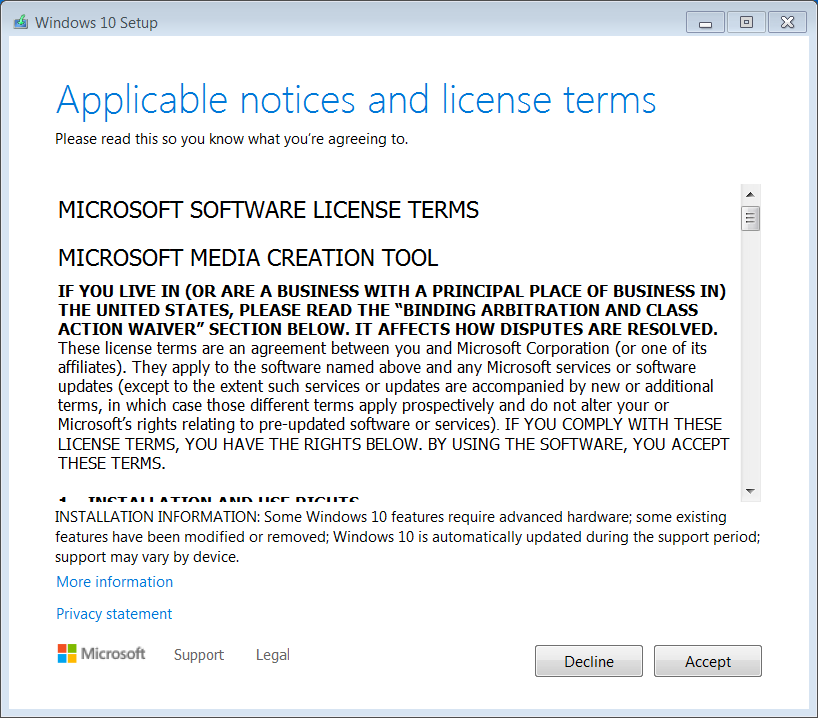 Windows 10 Setup
Applicable notices and license terms
Please read this so you know what you're agreeing to.
MICROSOFT SOFTWARE LICENSE TERMS
MICROSOFT MEDIA CREATION TOOL
IF YOU LIVE IN (OR ARE A BUSINESS WITH A PRINCIPAL PLACE OF BUSINESS IN)
THE UNITED STATES, PLEASE READ THE “BINDING ARBITRATION AND CLASS
ACTION WAIVER” SECTION BELOW. IT AFFECTS HOW DISPUTES ARE RESOLVED.
These license terms are an agreement between you and Microsoft Corporation (or one of its
affiliates). They apply to the software named above and any Microsoft services or software
updates (except to the extent such services or updates are accompanied by new or additional
terms, in which case those different terms apply prospectively and do not alter your or
Microsoft’s rights relating to pre-updated software or services). IF YOU COMPLY WITH THESE
LICENSE TERMS, YOU HAVE THE RIGHTS BELOW. BY USING THE SOFTWARE, YOU ACCEPT
THESE TERMS.
1. INSTALLATION AND USE RIGHTS
INSTALLATION INFORMATION: Some Windows 10 features require advanced hardware; some existing
features have been modified or removed; Windows 10 is automatically updated during the support period;
support may vary by device.
More information
Privacy statement
Microsoft Support Legal
Decline Accept